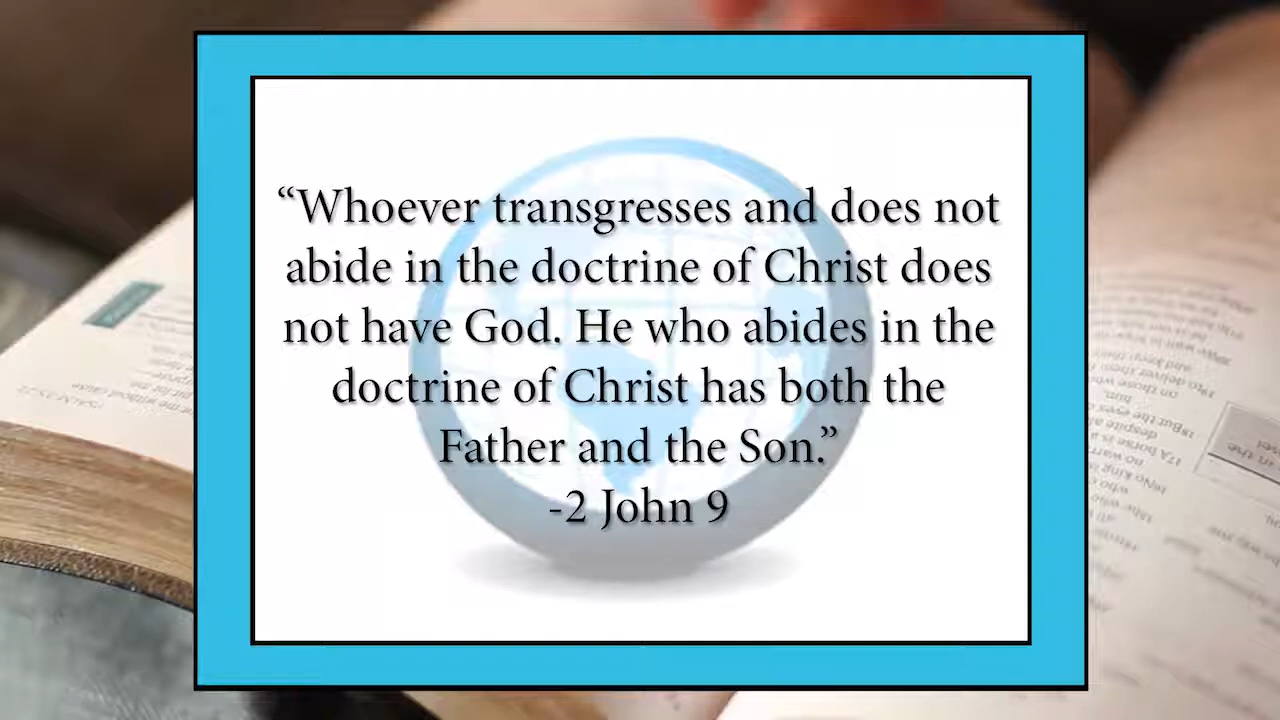 “Whoever transgresses and does not
abide in the doctrine of Christ does
not have God. He who abides in the
doctrine of Christ has both the
Father and the Son.”
-2 John 9